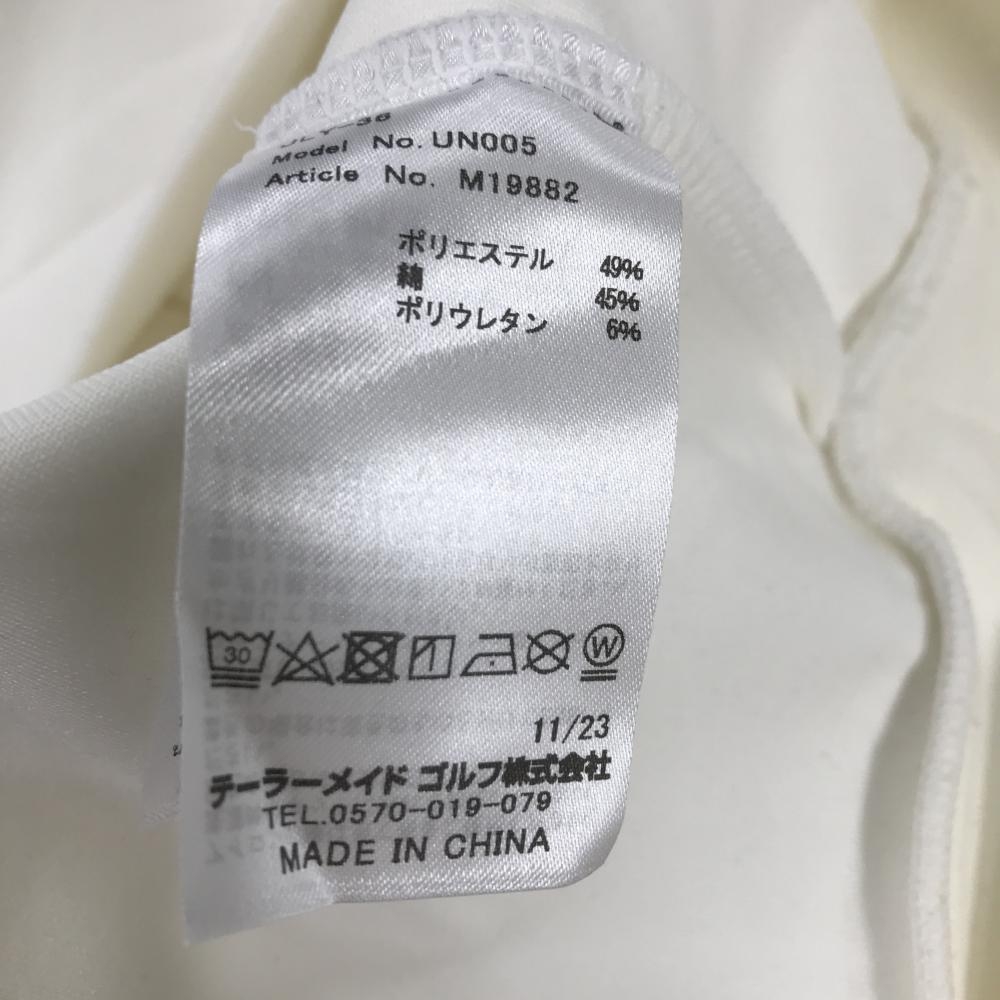 Model No. UN005
Article No. M19882
ポリエステル 49%
綿 45%
ポリウレタン 6%
30
W
11/23
テーラーメイド ゴルフ株式会社
TEL.0570-019-079
MADE IN CHINA